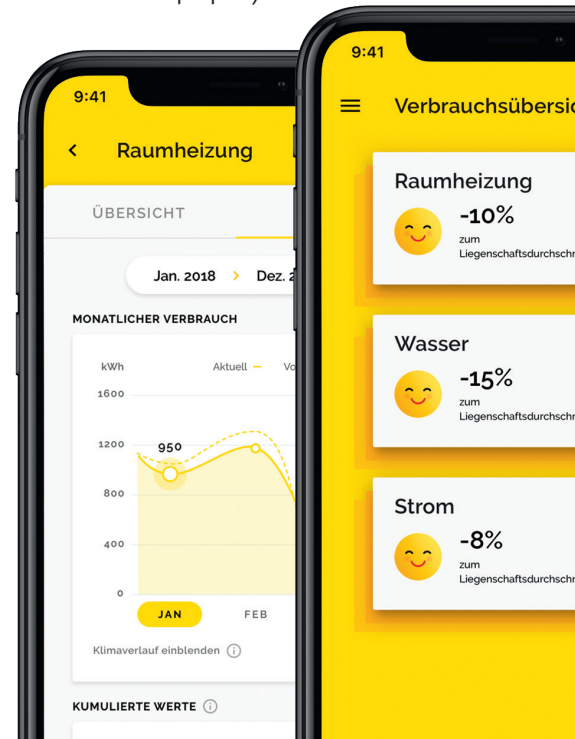 9:41
Raumheizung
ÜBERSICHT
Jan. 2018 > Dez.
MONATLICHER VERBRAUCH
kWh
Aktuell
1600
1200
950
800
400
0
JAN
FEB
Klimaverlauf einblenden
KUMULIERTE WERTE
9:41
Raumheizung
-10%
zum
Wasser
-15%
zum
Strom
-8%
zum